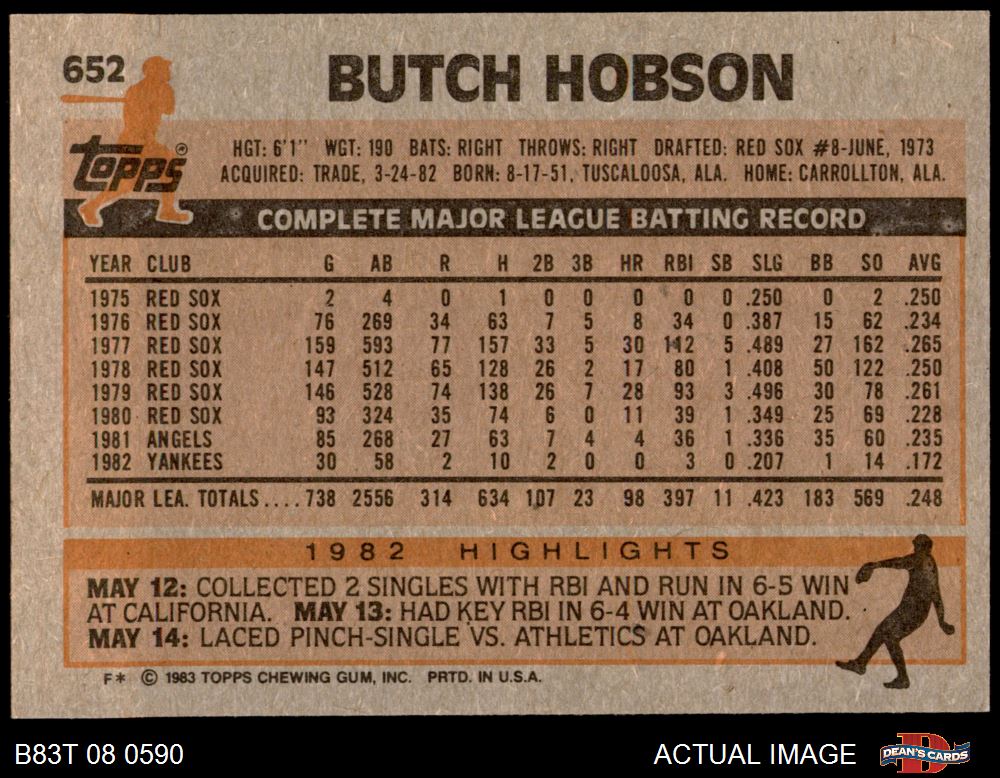 652 BUTCH HOBSON
topps®
HGT: 6'1" WGT: 190 BATS: RIGHT THROWS: RIGHT DRAFTED: RED SOX #8-JUNE, 1973
ACQUIRED: TRADE, 3-24-82 BORN: 8-17-51, TUSCALOOSA, ALA. HOME: CARROLLTON, ALA.
COMPLETE MAJOR LEAGUE BATTING RECORD
YEAR CLUB G AB R H 2B 3B HR RBI SB SLG BB SO AVG
1975 RED SOX 2 4 0 1 0 0 0 0 0 .250 0 2 .250
1976 RED SOX 76 269 34 63 7 5 8 34 0 .387 15 62 .234
1977 RED SOX 159 593 77 157 33 5 30 112 5 .489 27 162 .265
1978 RED SOX 147 512 65 128 26 2 17 80 1 .408 50 122 .250
1979 RED SOX 146 528 74 138 26 7 28 93 3 .496 30 78 .261
1980 RED SOX 93 324 35 74 6 0 11 39 1 .349 25 69 .228
1981 ANGELS 85 268 27 63 7 4 4 36 1 .336 35 60 .235
1982 YANKEES 30 58 2 10 2 0 0 3 0 .207 1 14 .172
MAJOR LEA. TOTALS....738 2556 314 634 107 23 98 397 11 .423 183 569 .248
1982 HIGHLIGHTS
MAY 12: COLLECTED 2 SINGLES WITH RBI AND RUN IN 6-5 WIN
AT CALIFORNIA. MAY 13: HAD KEY RBI IN 6-4 WIN AT OAKLAND.
MAY 14: LACED PINCH-SINGLE VS. ATHLETICS AT OAKLAND.
F* © 1983 TOPPS CHEWING GUM, INC. PRTD. IN U.S.A.
B83T 08 0590 ACTUAL IMAGE DEAN'S CARDS